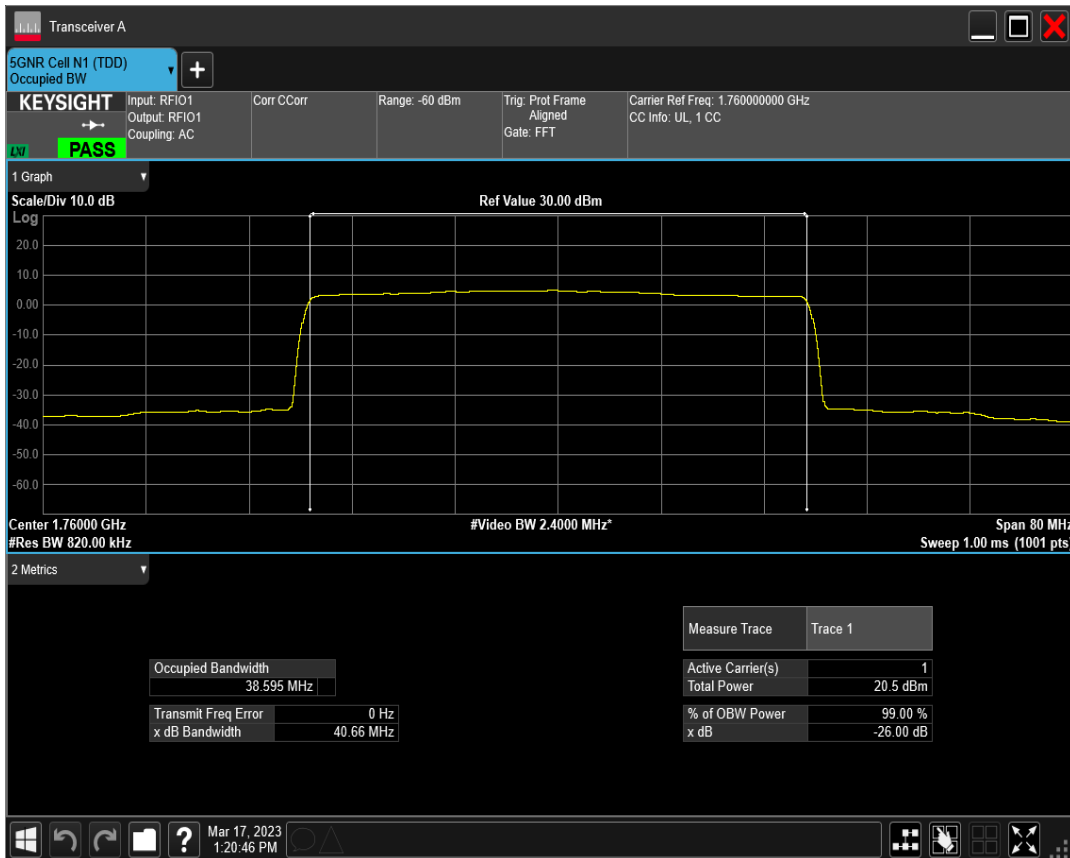 Transceiver A
5GNR Cell N1 (TDD)
Occupied BW
+
KEYSIGHT
LXI
PASS
Input: RFIO1
Output: RFIO1
Coupling: AC
Corr CCorr
Range: -60 dBm
Trig: Prot Frame
Aligned
Gate: FFT
Carrier Ref Freq: 1.760000000 GHz
CC Info: UL, 1 CC
1 Graph
Scale/Div 10.0 dB
Ref Value 30.00 dBm
Log
20.0
10.0
0.00
-10.0
-20.0
-30.0
-40.0
-50.0
-60.0
Center 1.76000 GHz
#Video BW 2.4000 MHz*
Span 80 MHz
#Res BW 820.00 kHz
Sweep 1.00 ms (1001 pts)
2 Metrics
Measure Trace Trace 1
Occupied Bandwidth
38.595 MHz
Active Carrier(s) 1
Total Power 20.5 dBm
Transmit Freq Error 0 Hz
x dB Bandwidth 40.66 MHz
% of OBW Power 99.00 %
x dB -26.00 dB
?
Mar 17, 2023
1:20:46 PM